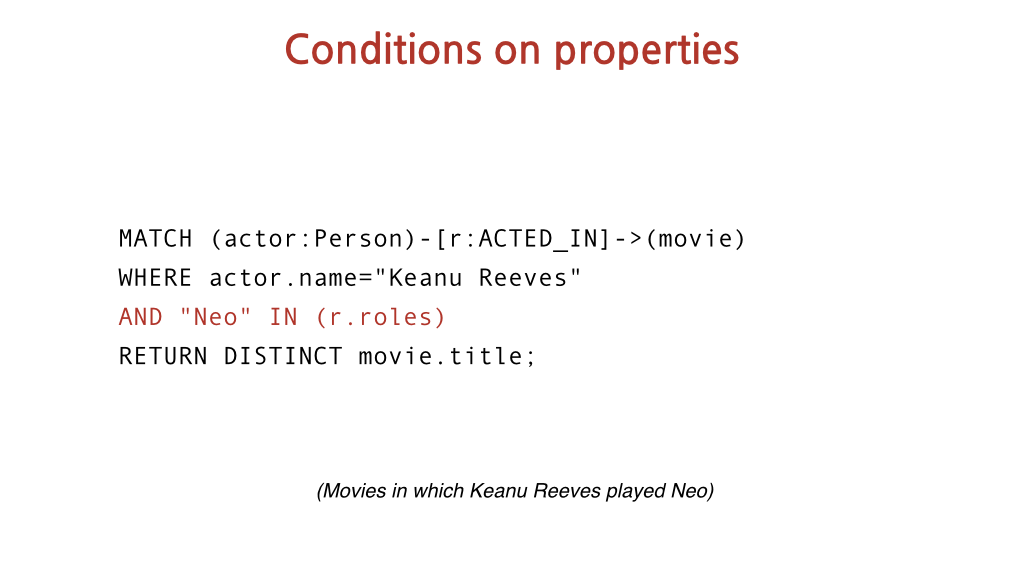 Conditions on properties
MATCH (actor:Person)-[r:ACTED_IN]->(movie)
WHERE actor.name="Keanu Reeves"
AND "Neo" IN (r.roles)
RETURN DISTINCT movie.title;
(Movies in which Keanu Reeves played Neo)